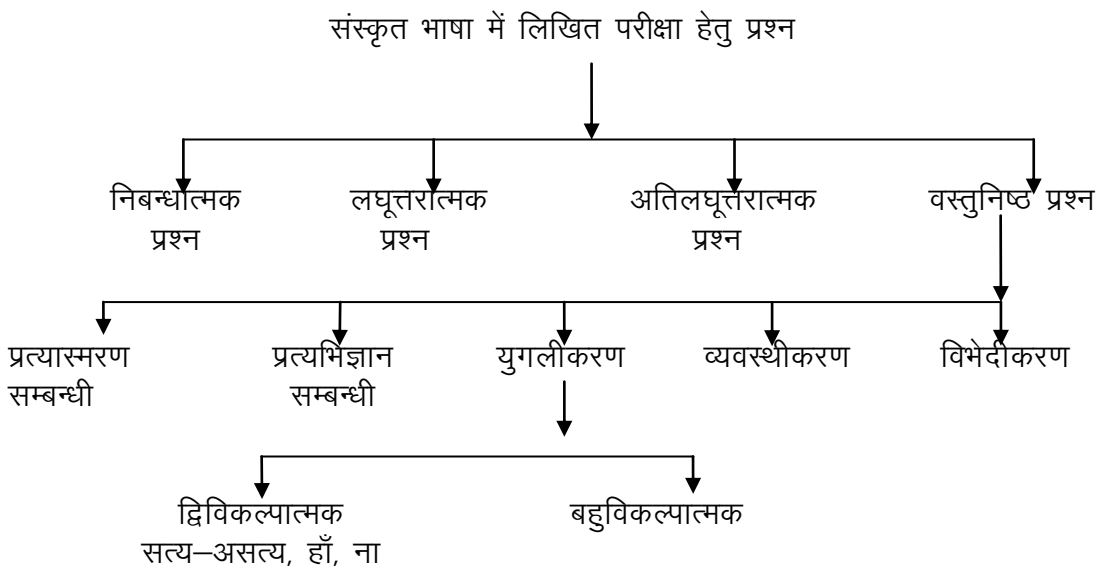 संस्कृत भाषा में लिखित परीक्षा हेतु प्रश्न
निबन्धात्मक
प्रश्न
लघूत्तरात्मक
प्रश्न
अतिलघूत्तरात्मक
प्रश्न
वस्तुनिष्ठ प्रश्न
प्रत्यास्मरण
सम्बन्धी
प्रत्यभिज्ञान
सम्बन्धी
युगलीकरण
व्यवस्थीकरण
विभेदीकरण
द्विविकल्पात्मक
सत्य–असत्य, हाँ, ना
बहुविकल्पात्मक